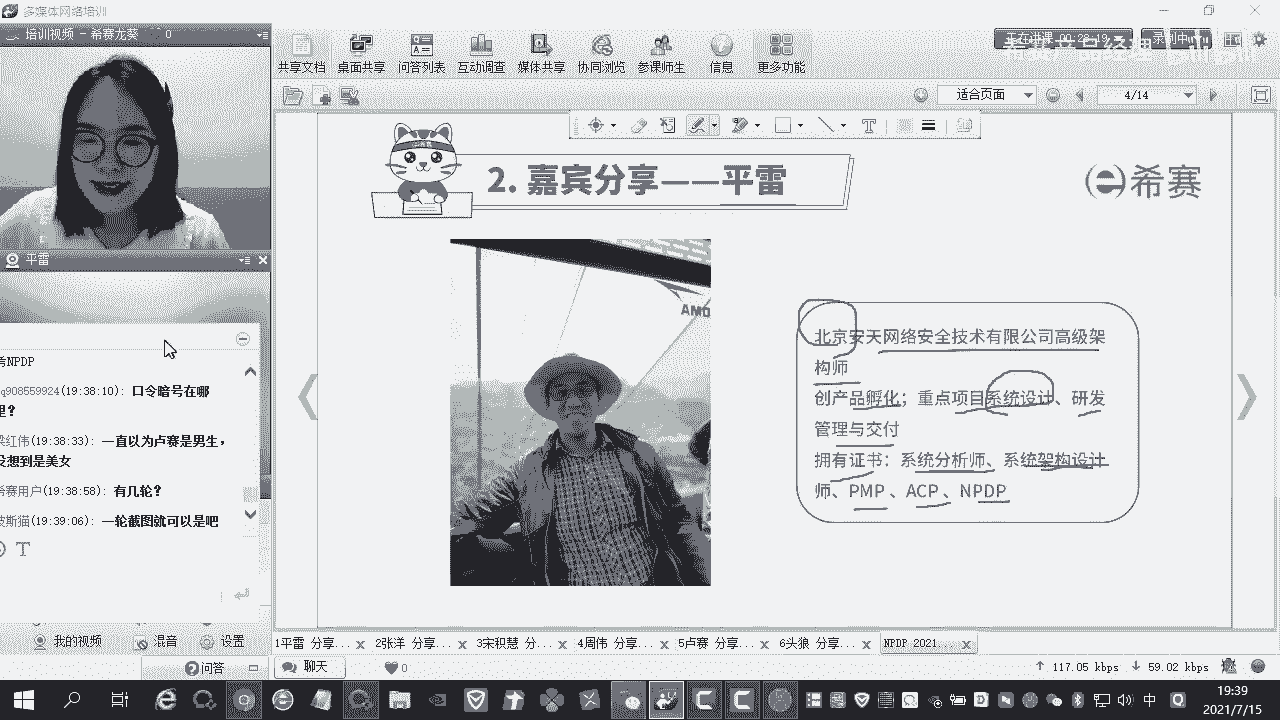 多媒体网络培训
培训视频 - 希赛龙葵 0
共享文档 桌面共享 问答列表 互动调查 媒体共享 协同浏览 参课师生 信息 更多功能
适合页面
4/14
2. 嘉宾分享——平雷
希赛
AMO
北京安天网络安全技术有限公司高级架
构师
创产品孵化；重点项目系统设计、研发
管理与交付
拥有证书：系统分析师、系统架构设计
师、PMP、ACP、NPDP
平雷
希NPDP
q908559924(19:38:10)： 口令暗号在哪
里？
梁红伟(19:38:33)： 一直以为卢赛是男生，
没想到是美女
希赛用户(19:38:58)： 有几轮？
波斯猫(19:39:06)： 一轮截图就可以是吧
我的视频 混音 设置
问答
聊天
0
1平雷 分享... 2张洋 分享... 3宋积慧 分... 4周伟 分享... 5卢赛 分享... 6头狼 分享... NPDP 2021...
117.05 kbps 59.02 kbps
中
19:39
2021/7/15